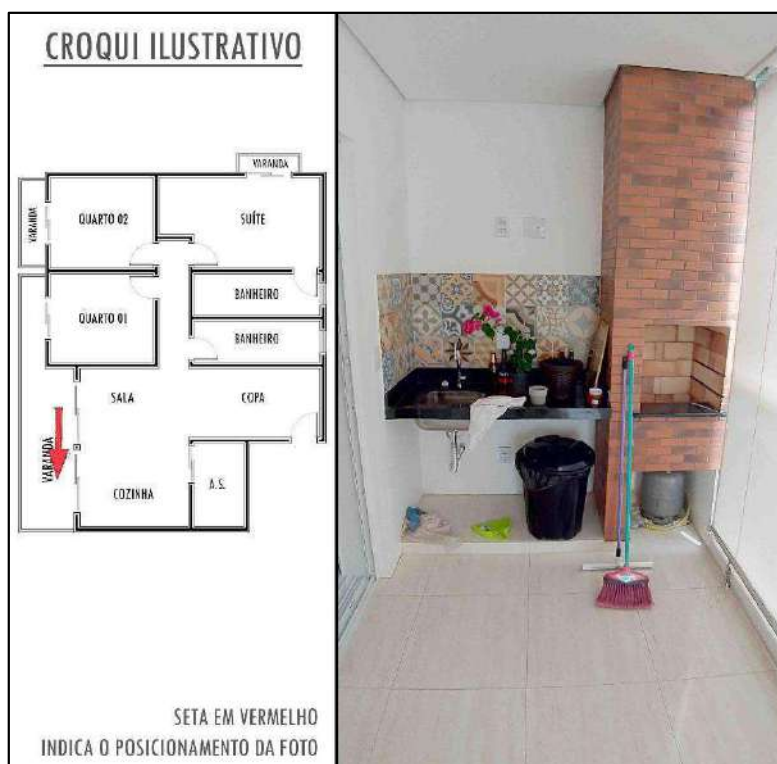 CROQUI ILUSTRATIVO
VARANDA
VARANDA
QUARTO 02
SUÍTE
BANHEIRO
QUARTO 01
BANHEIRO
SALA
COPA
VARANDA
COZINHA
A.S.
SETA EM VERMELHO
INDICA O POSICIONAMENTO DA FOTO